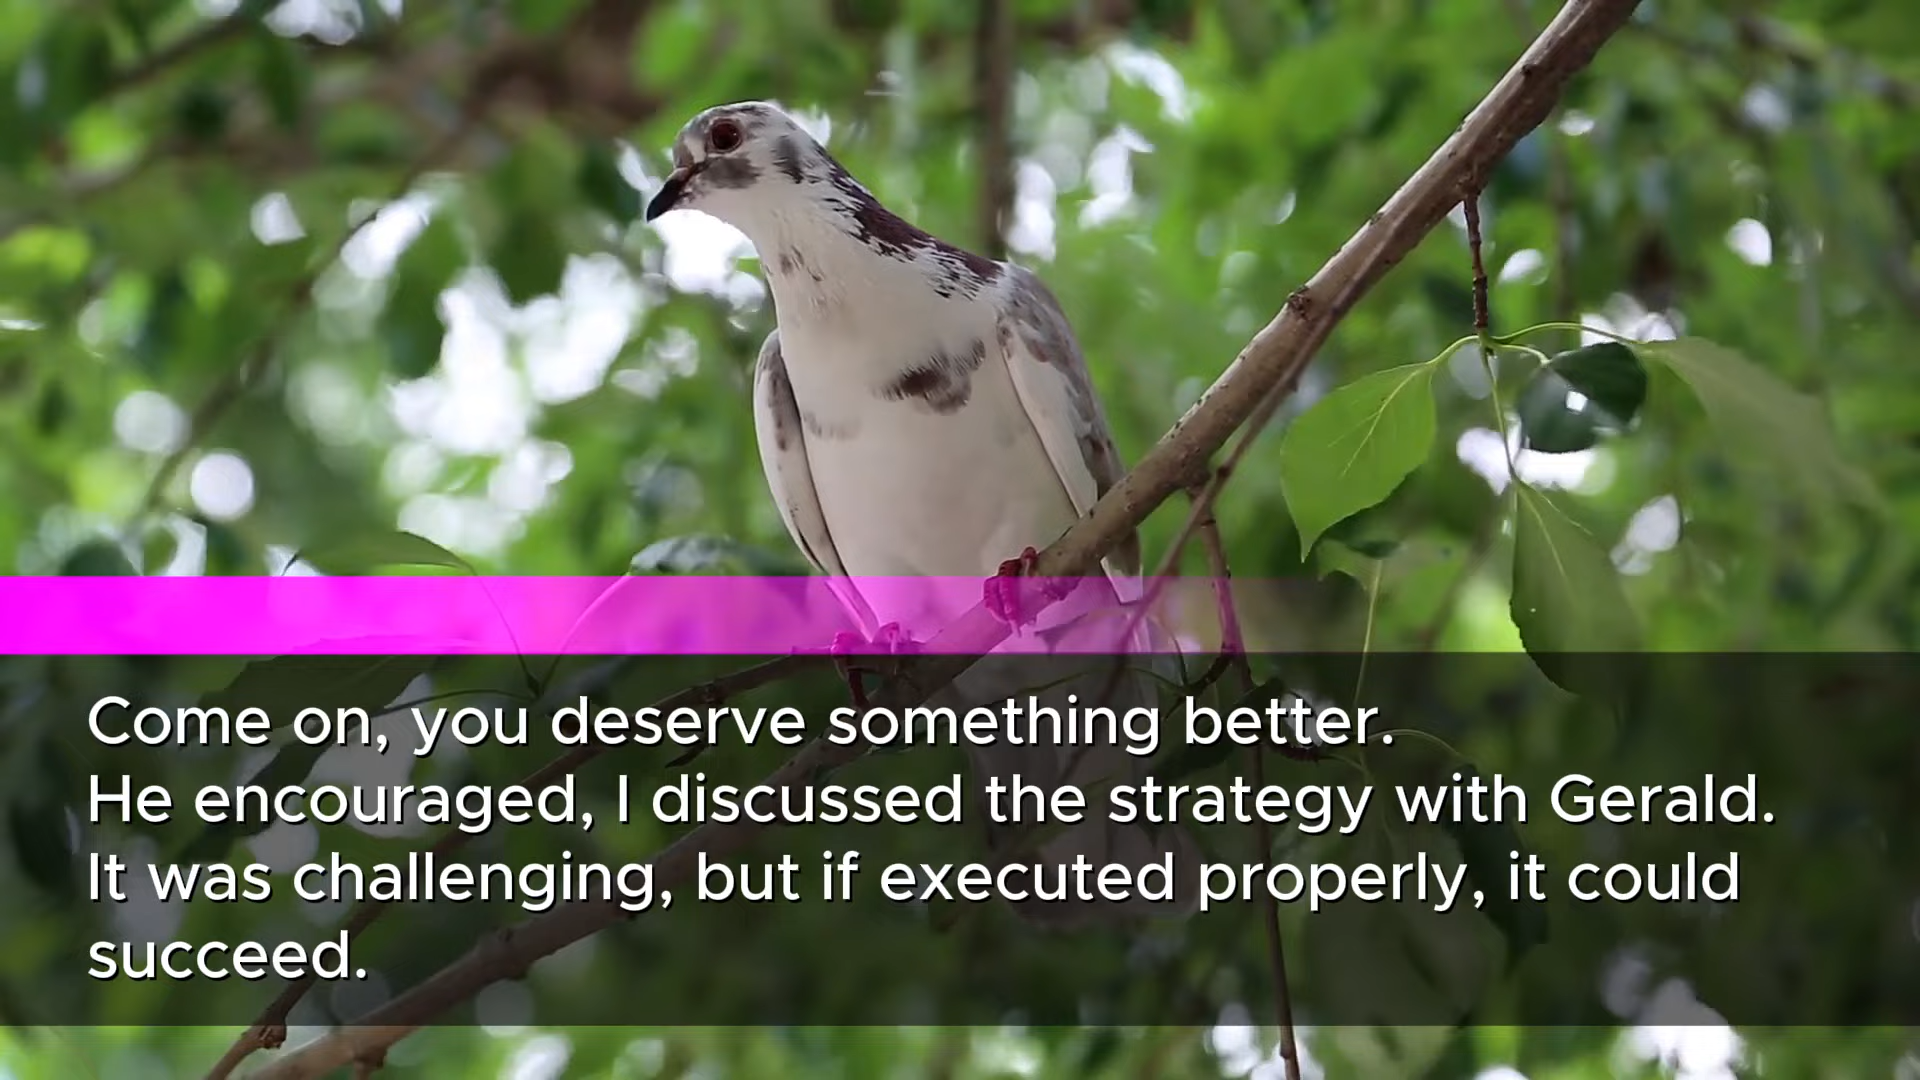 Come on, you deserve something better.
He encouraged, I discussed the strategy with Gerald.
It was challenging, but if executed properly, it could
succeed.